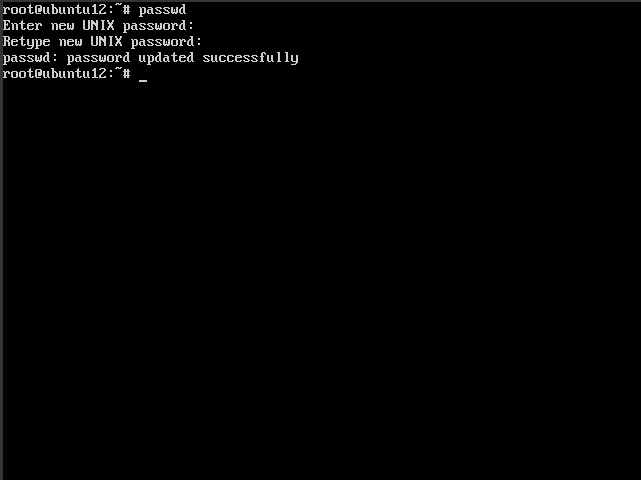 root@ubuntu12:~# passwd
Enter new UNIX password:
Retype new UNIX password:
passwd: password updated successfully
root@ubuntu12:~# _